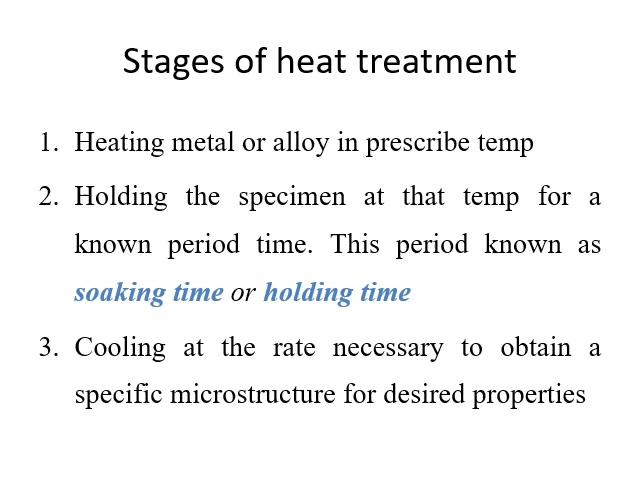 Stages of heat treatment
1. Heating metal or alloy in prescribe temp
2. Holding the specimen at that temp for a
known period time. This period known as
soaking time or holding time
3. Cooling at the rate necessary to obtain a
specific microstructure for desired properties